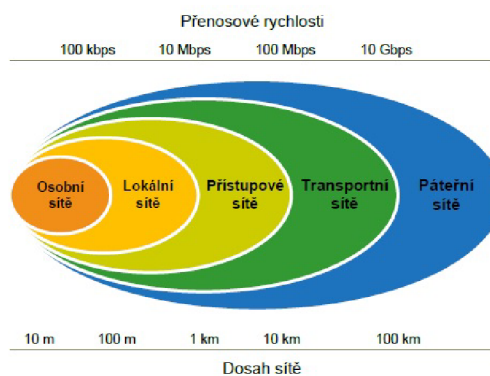 Přenosové rychlosti
100 kbps 10 Mbps 100 Mbps 10 Gbps
Osobní sítě
Lokální sítě
Přístupové sítě
Transportní sítě
Páteřní sítě
10 m 100 m 1 km 10 km 100 km
Dosah sítě